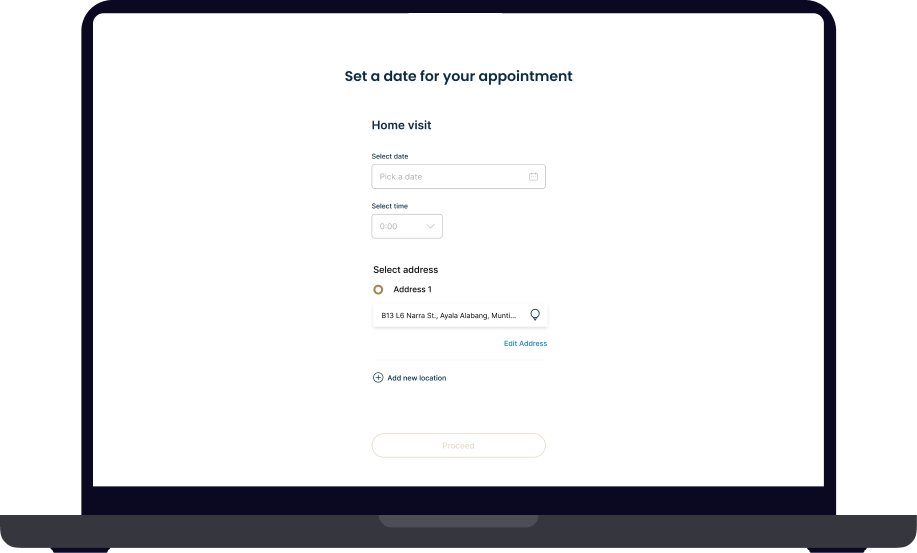 Set a date for your appointment
Home visit
Select date
Pick a date
Select time
0:00
Select address
Address 1
B13 L6 Narra St., Ayala Alabang, Munti...
Edit Address
Add new location
Proceed